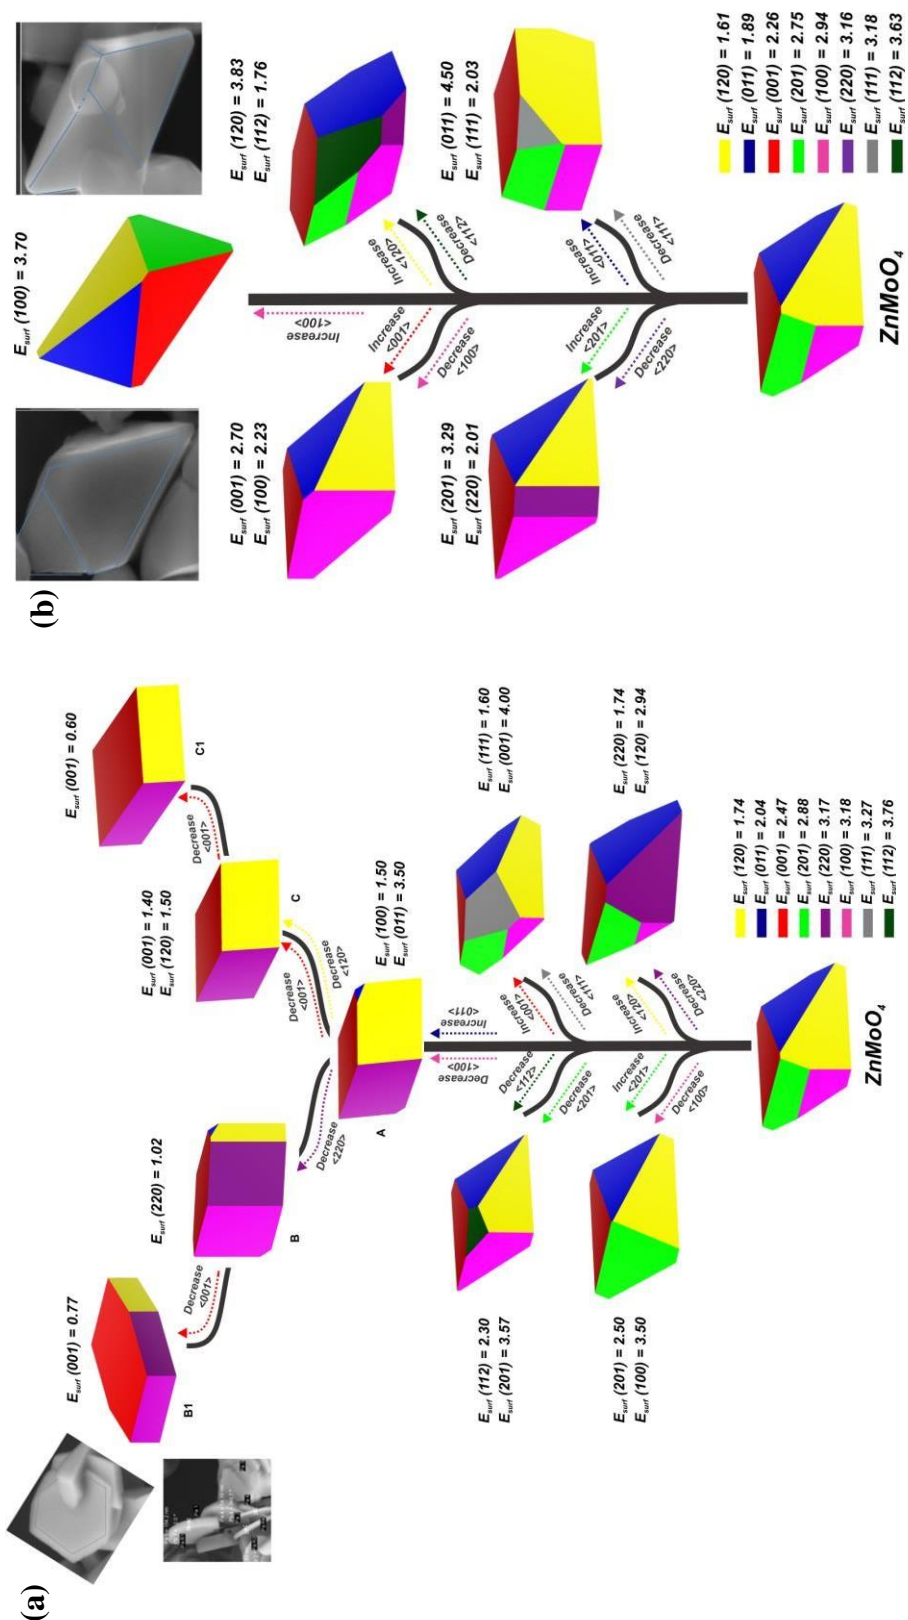 (a)
E_surf (001) = 0.77
B1
Decrease
<001>
E_surf (220) = 1.02
B
Decrease
<220>
E_surf (001) = 1.40
E_surf (120) = 1.50
C
Decrease
<001>
Decrease
<120>
E_surf (001) = 0.60
C1
Decrease
<001>
A
E_surf (100) = 1.50
E_surf (011) = 3.50
Decrease
<100>
Increase
<011>
E_surf (112) = 2.30
E_surf (201) = 3.57
Decrease
<112>
Decrease
<201>
Increase
<001>
Decrease
<111>
E_surf (111) = 1.60
E_surf (001) = 4.00
E_surf (201) = 2.50
E_surf (100) = 3.50
Increase
<201>
Decrease
<100>
Increase
<120>
Decrease
<220>
E_surf (220) = 1.74
E_surf (120) = 2.94
ZnMoO4
E_surf (120) = 1.74
E_surf (011) = 2.04
E_surf (001) = 2.47
E_surf (201) = 2.88
E_surf (220) = 3.17
E_surf (100) = 3.18
E_surf (111) = 3.27
E_surf (112) = 3.76
(b)
E_surf (100) = 3.70
Increase
<100>
E_surf (001) = 2.70
E_surf (100) = 2.23
Increase
<001>
Decrease
<100>
Increase
<120>
Decrease
<112>
E_surf (120) = 3.83
E_surf (112) = 1.76
E_surf (201) = 3.29
E_surf (220) = 2.01
Increase
<201>
Decrease
<220>
Increase
<011>
Decrease
<111>
E_surf (011) = 4.50
E_surf (111) = 2.03
ZnMoO4
E_surf (120) = 1.61
E_surf (011) = 1.89
E_surf (001) = 2.26
E_surf (201) = 2.75
E_surf (100) = 2.94
E_surf (220) = 3.16
E_surf (111) = 3.18
E_surf (112) = 3.63